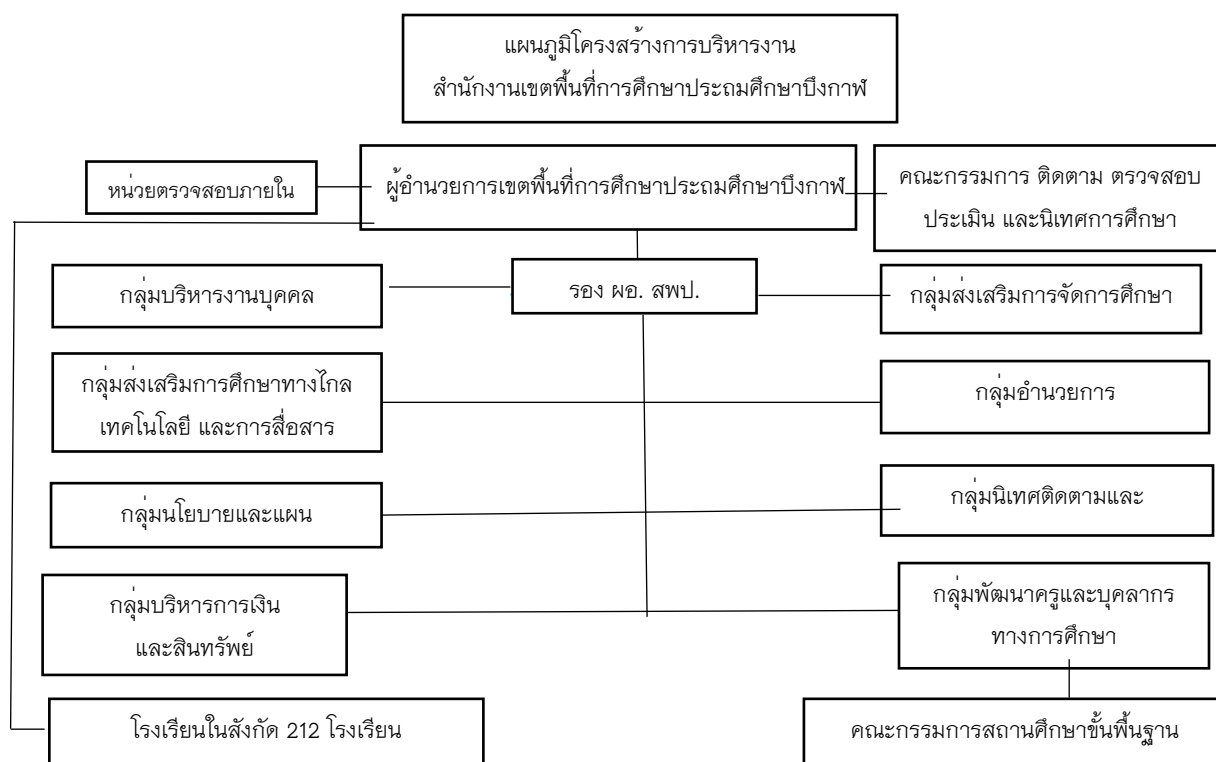 แผนภูมิโครงสร้างการบริหารงาน
สำนักงานเขตพื้นที่การศึกษาประถมศึกษาบึงกาฬ
หน่วยตรวจสอบภายใน
ผู้อำนวยการเขตพื้นที่การศึกษาประถมศึกษาบึงกาฬ
คณะกรรมการ ติดตาม ตรวจสอบ
ประเมิน และนิเทศการศึกษา
กลุ่มบริหารงานบุคคล
รอง ผอ. สพป.
กลุ่มส่งเสริมการจัดการศึกษา
กลุ่มส่งเสริมการศึกษาทางไกล
เทคโนโลยี และการสื่อสาร
กลุ่มอำนวยการ
กลุ่มนโยบายและแผน
กลุ่มนิเทศติดตามและ
กลุ่มบริหารการเงิน
และสินทรัพย์
กลุ่มพัฒนาครูและบุคลากร
ทางการศึกษา
โรงเรียนในสังกัด 212 โรงเรียน
คณะกรรมการสถานศึกษาขั้นพื้นฐาน